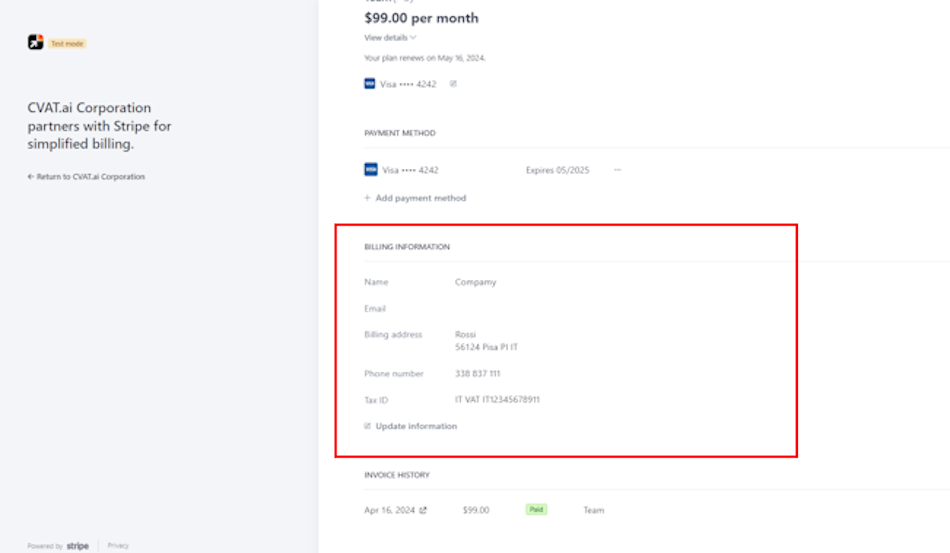 Test mode
CVAT.ai Corporation
partners with Stripe for
simplified billing.
← Return to CVAT.ai Corporation
Powered by stripe Privacy
$99.00 per month
View details
Your plan renews on May 16, 2024.
VISA Visa •••• 4242
PAYMENT METHOD
VISA Visa •••• 4242 Expires 05/2025 ···
+ Add payment method
BILLING INFORMATION
Name Compamy
Email
Billing address Rossi
56124 Pisa PI IT
Phone number 338 837 111
Tax ID IT VAT IT12345678911
Update information
INVOICE HISTORY
Apr 16, 2024 $99.00 Paid Team